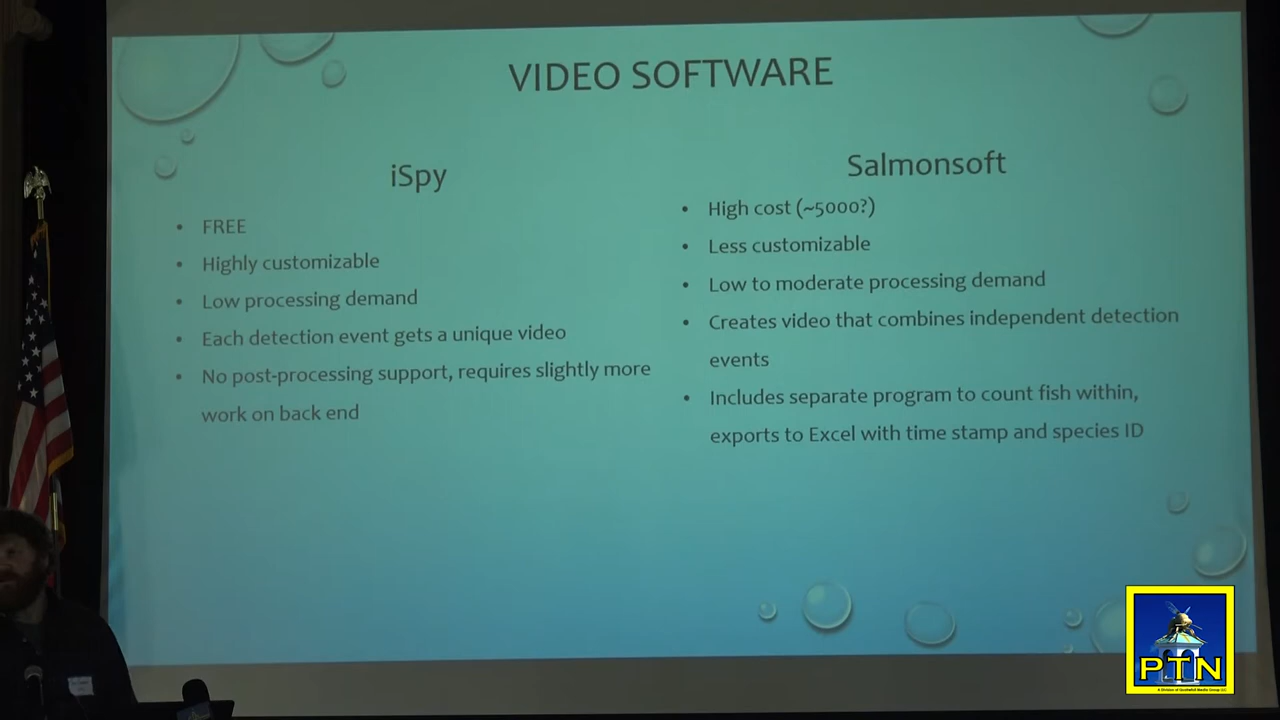 VIDEO SOFTWARE
iSpy
• FREE
• Highly customizable
• Low processing demand
• Each detection event gets a unique video
• No post-processing support, requires slightly more
work on back end
Salmonsoft
• High cost (~5000?)
• Less customizable
• Low to moderate processing demand
• Creates video that combines independent detection
events
• Includes separate program to count fish within,
exports to Excel with time stamp and species ID
PTN